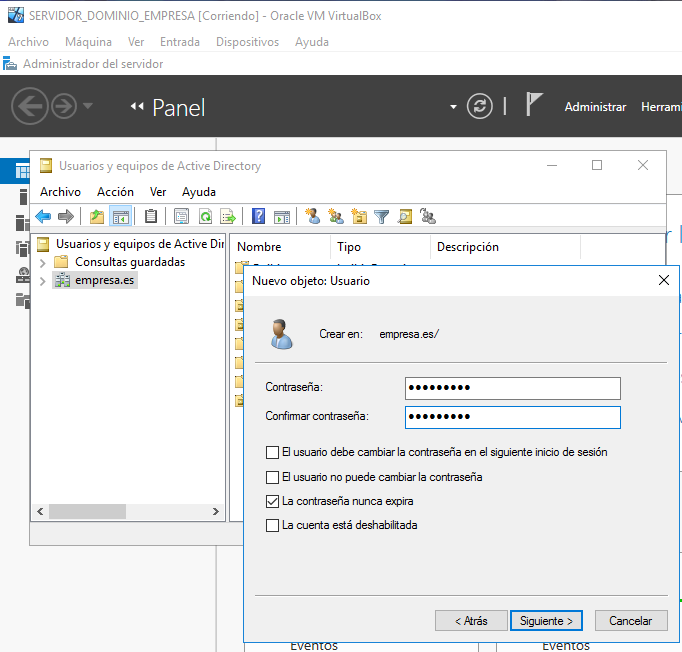 SERVIDOR_DOMINIO_EMPRESA [Corriendo] - Oracle VM VirtualBox
Archivo Máquina Ver Entrada Dispositivos Ayuda
Administrador del servidor
Panel
Administrar Herrami
Usuarios y equipos de Active Directory
Archivo Acción Ver Ayuda
Usuarios y equipos de Active Dir
Consultas guardadas
empresa.es
Nombre Tipo Descripción
Nuevo objeto: Usuario
Crear en: empresa.es/
Contraseña: •••••••••
Confirmar contraseña: •••••••••
El usuario debe cambiar la contraseña en el siguiente inicio de sesión
El usuario no puede cambiar la contraseña
La contraseña nunca expira
La cuenta está deshabilitada
< Atrás Siguiente > Cancelar
Eventos Eventos